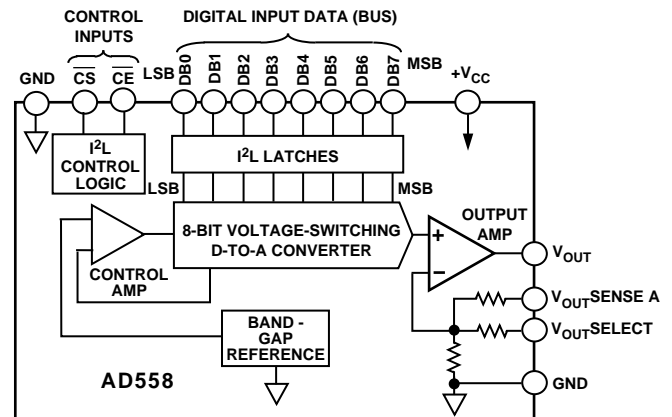 CONTROL
INPUTS
DIGITAL INPUT DATA (BUS)
GND
CS
CE
LSB
DB0
DB1
DB2
DB3
DB4
DB5
DB6
DB7
MSB
+VCC
I2L
CONTROL
LOGIC
I2L LATCHES
LSB
MSB
8-BIT VOLTAGE-SWITCHING
D-TO-A CONVERTER
CONTROL
AMP
OUTPUT
AMP
+
–
VOUT
VOUTSENSE A
VOUTSELECT
BAND -
GAP
REFERENCE
GND
AD558